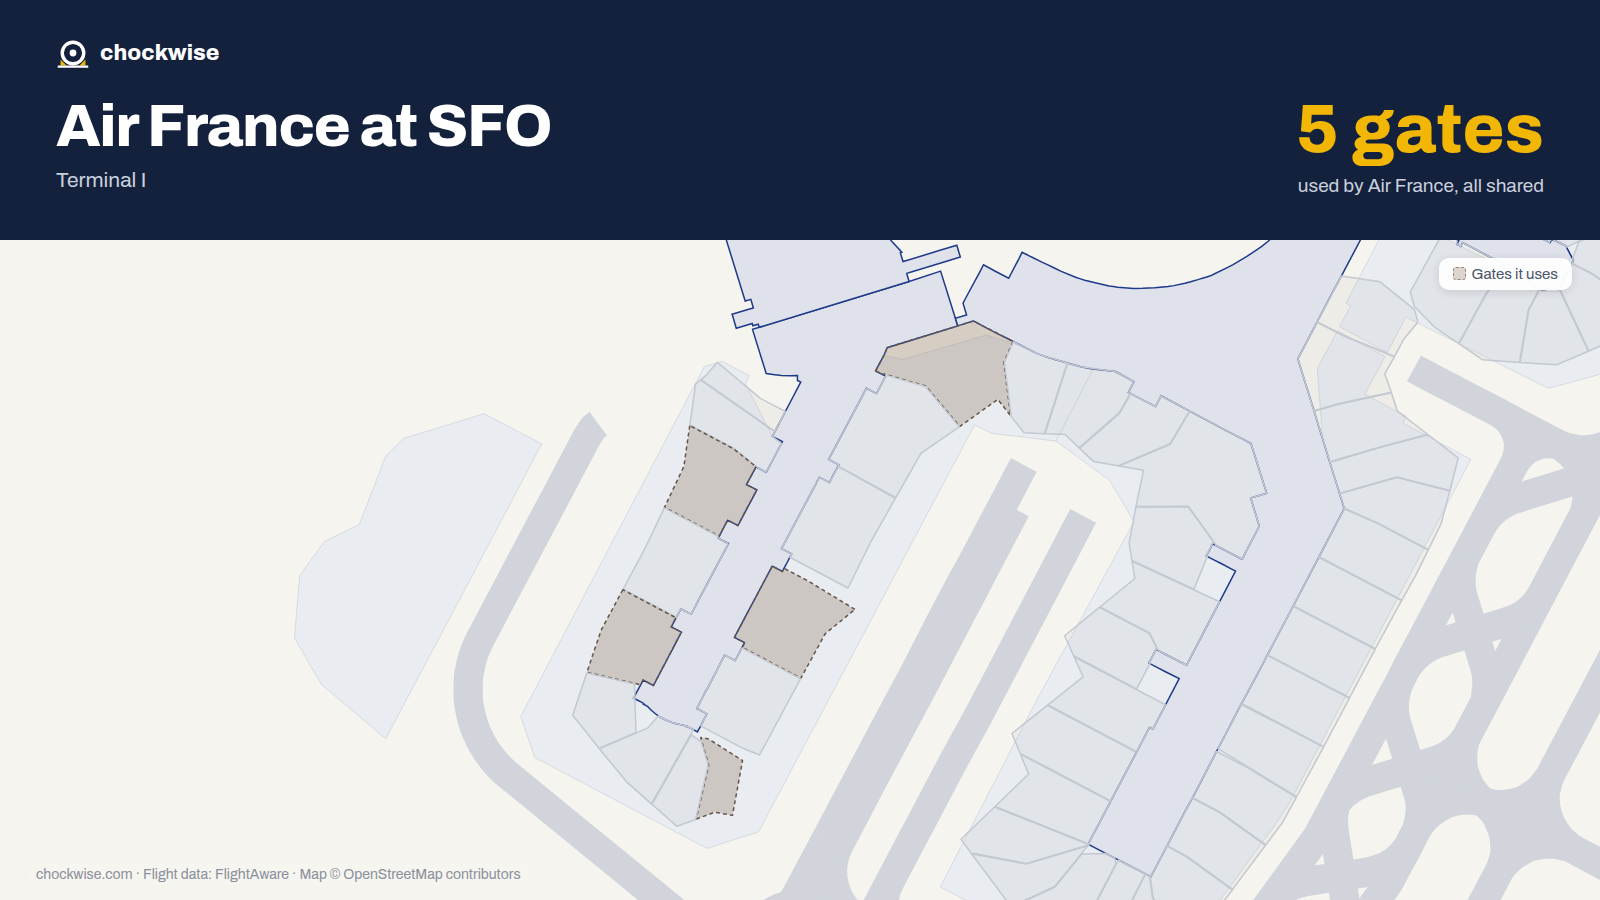 chockwise
Air France at SFO
Terminal I
5 gates
used by Air France, all shared
Gates it uses
chockwise.com · Flight data: FlightAware · Map © OpenStreetMap contributors